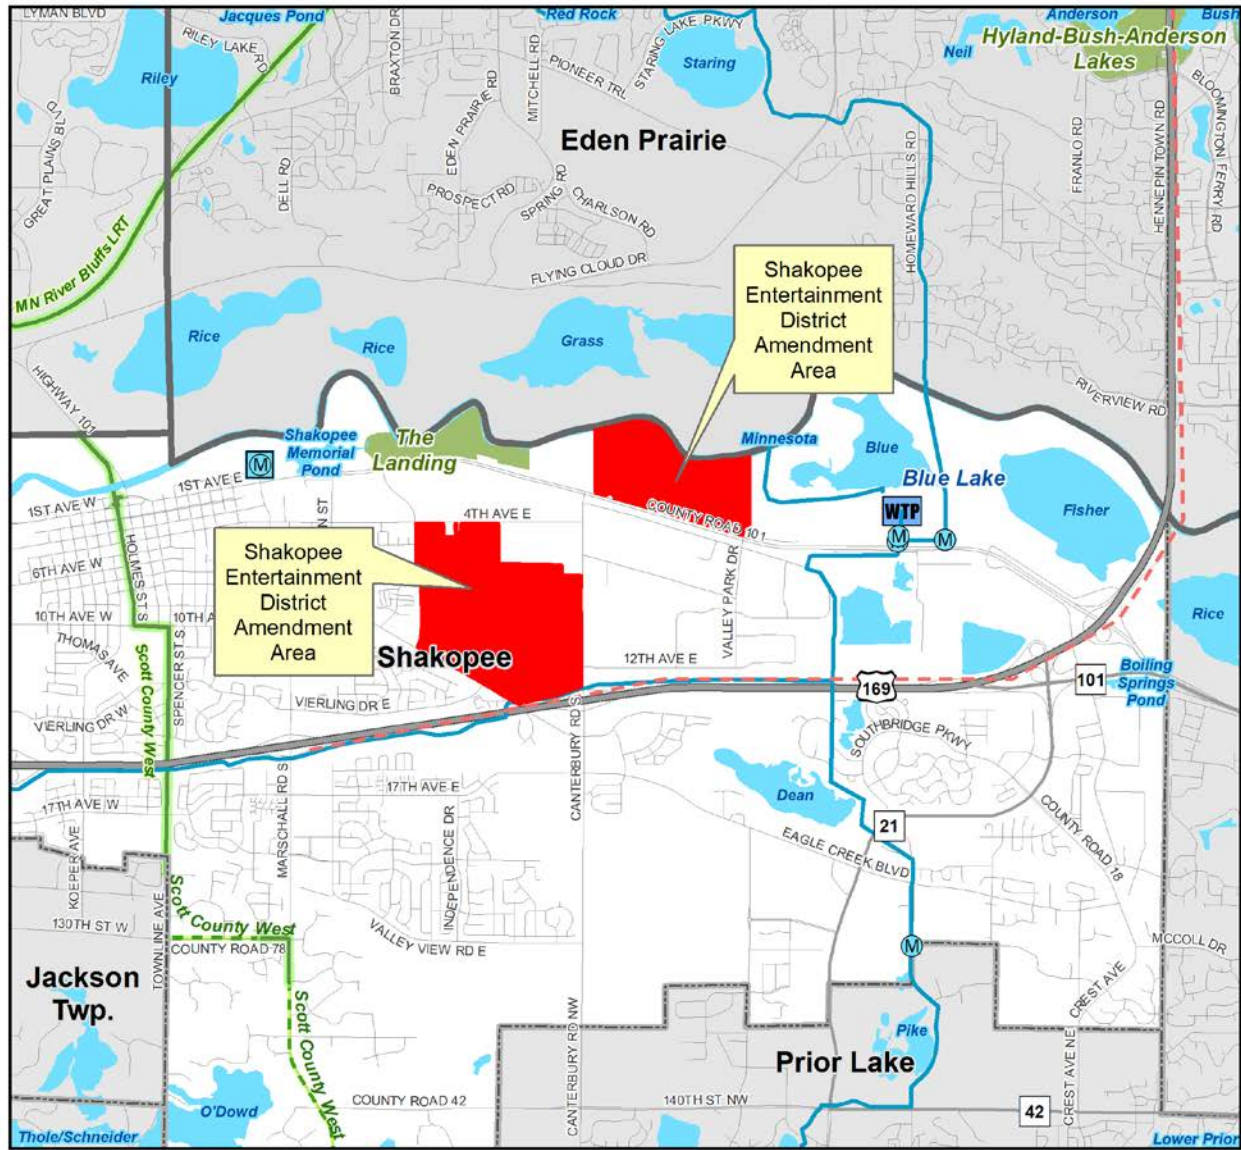 LYMAN BLVD
Jacques Pond
RILEY LAKE RD
Riley
BRAXTON DR
Red Rock
MITCHELL RD
PIONEER TRL
STARING LAKE PKWY
Staring
Neil
Anderson
Bush
Hyland-Bush-Anderson
Lakes
BLOOMINGTON FERRY RD
GREAT PLAINS BLVD
EDEN PRAIRIE RD
Eden Prairie
FRANLO RD
HENNEPIN TOWN RD
DELL RD
PROSPECT RD
SPRING RD
CHARLSON RD
HOMEWARD HILLS RD
MN River Bluffs LRT
FLYING CLOUD DR
Shakopee
Entertainment
District
Amendment
Area
Rice
Rice
Grass
RIVERVIEW RD
HIGHWAY 101
Shakopee
Memorial
Pond
The
Landing
Minnesota
Blue
Blue Lake
M
1ST AVE E
1ST AVE W
N ST
4TH AVE E
COUNTY ROAD 101
WTP
M
M
Fisher
Shakopee
Entertainment
District
Amendment
Area
6TH AVE W
HOLMES ST S
10TH AVE W
10TH A
VALLEY PARK DR
Rice
THOMAS AVE
Scott County West
SPENCER ST S
Shakopee
12TH AVE E
169
101
Boiling
Springs
Pond
VIERLING DR W
VIERLING DR E
CANTERBURY RD S
SOUTHBRIDGE PKWY
17TH AVE W
MARSCHALL RD S
17TH AVE E
Dean
21
COUNTY ROAD 18
KOEPER AVE
INDEPENDENCE DR
EAGLE CREEK BLVD
Scott County West
130TH ST W
TOWNLINE AVE
COUNTY ROAD 78
VALLEY VIEW RD E
M
MCCOLL DR
Jackson
Twp.
Scott County West
CANTERBURY RD NW
CREST AVE
Pike
Prior Lake
CREST AVE NE
O'Dowd
COUNTY ROAD 42
140TH ST NW
42
Thole/Schneider
Lower Prior